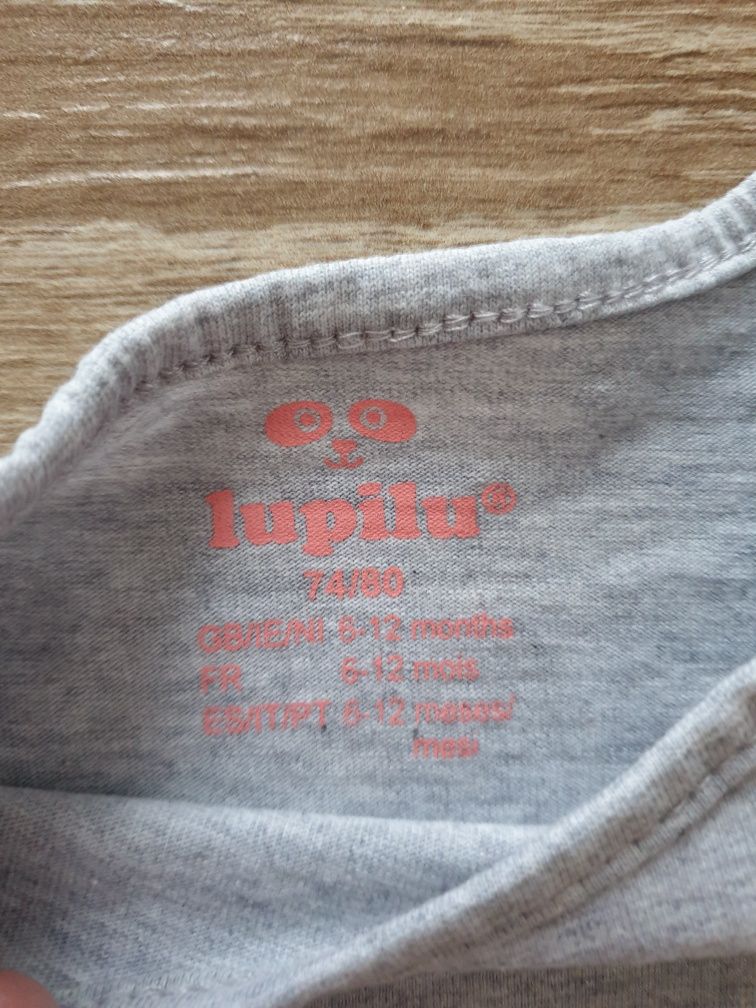 lupilu®
74/80
GB/IE/NI 6-12 months
FR 6-12 mois
ES/IT/PT 6-12 meses/
mesi